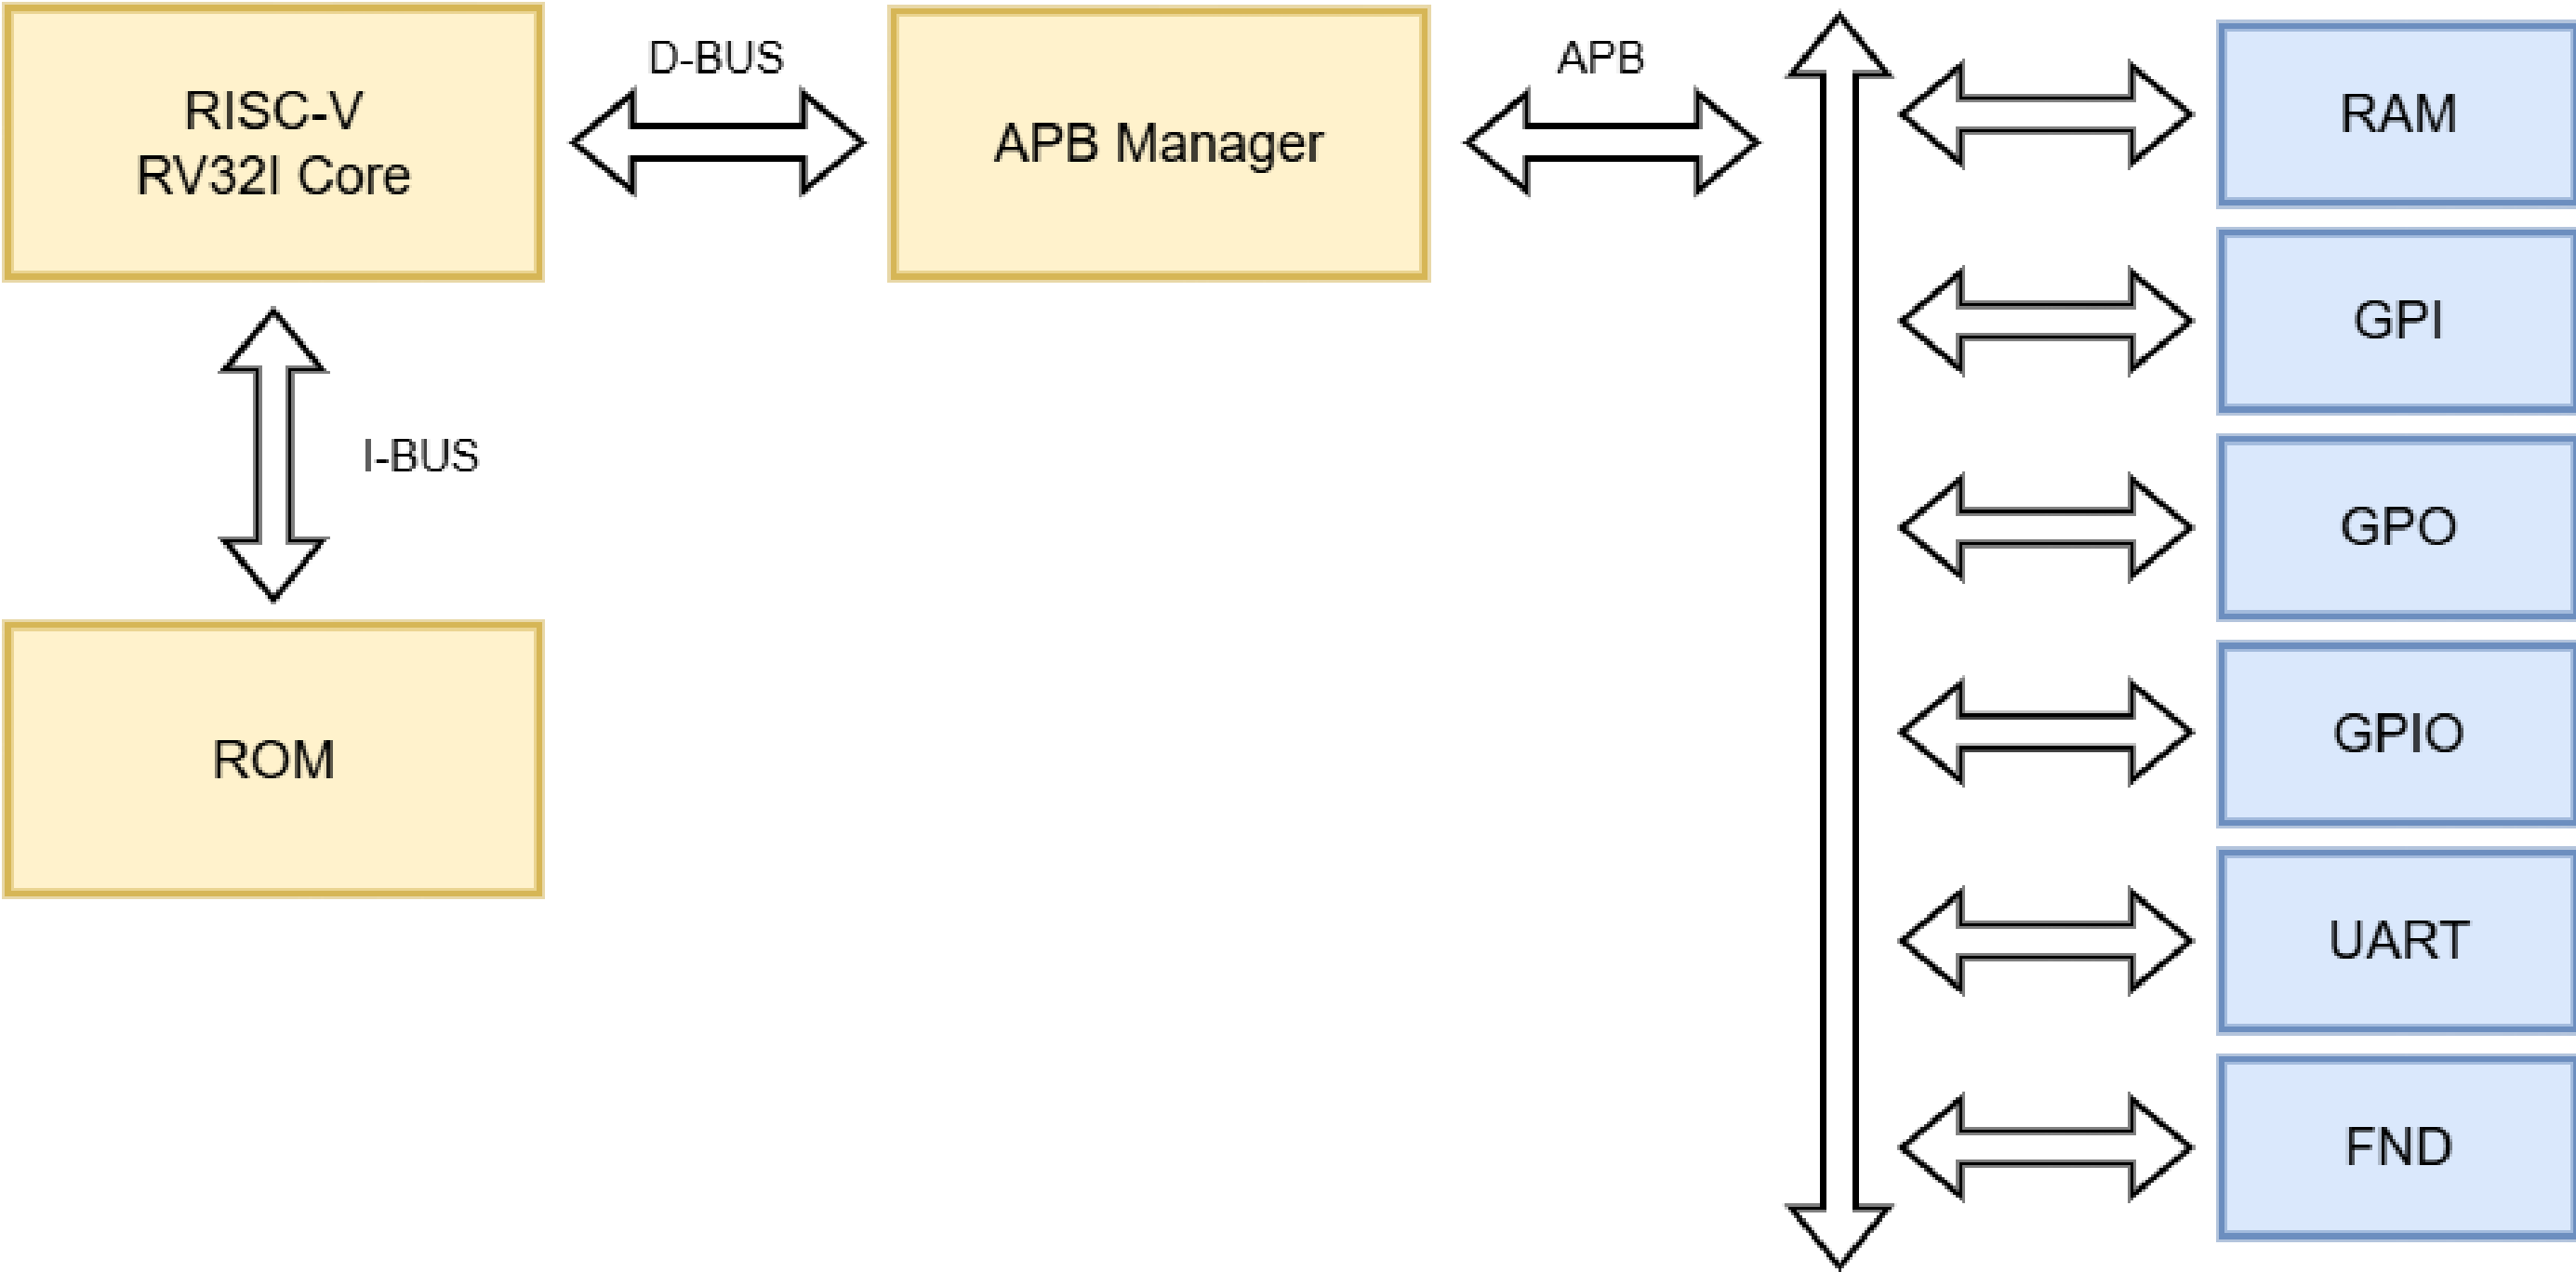 RISC-V
RV32I Core
D-BUS
APB Manager
APB
RAM
GPI
I-BUS
GPO
ROM
GPIO
UART
FND